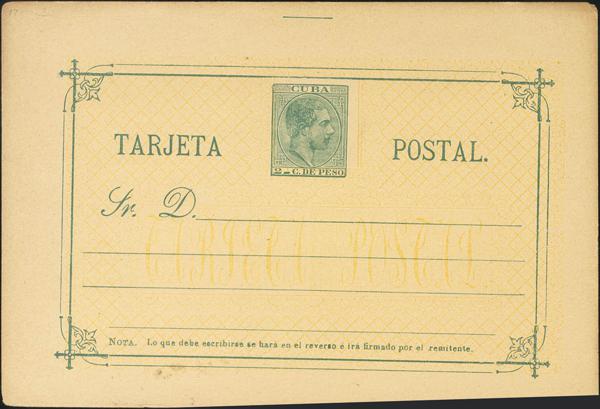 CUBA
2 C. DE PESO
TARJETA POSTAL.
Sr. D.
NOTA. Lo que debe escribirse se hará en el reverso é irá firmado por el remitente.